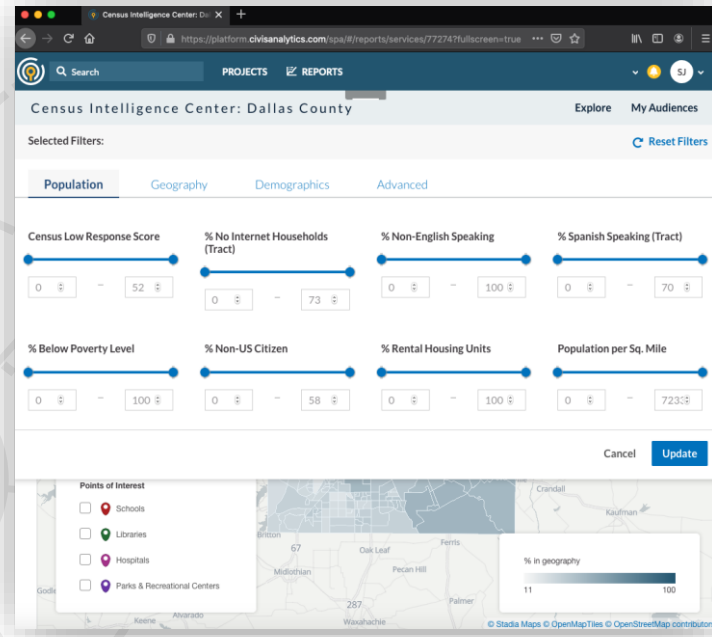 Census Intelligence Center: Dal
https://platform.civisanalytics.com/spa/#/reports/services/77274?fullscreen=true
Search PROJECTS REPORTS SJ
Census Intelligence Center: Dallas County Explore My Audiences
Selected Filters: Reset Filters
Population Geography Demographics Advanced
Census Low Response Score % No Internet Households (Tract) % Non-English Speaking % Spanish Speaking (Tract)
0 – 52 0 – 73 0 – 100 0 – 70
% Below Poverty Level % Non-US Citizen % Rental Housing Units Population per Sq. Mile
0 – 100 0 – 58 0 – 100 0 –
Cancel Update
Points of Interest
Schools
Libraries
Hospitals
Parks & Recreational Centers
Crandall
Kaufman
britton
67
Oak Leaf
Ferris
Midlothian
Pecan Hill
Godle
287
Palmer
Keene
Alvarado
Waxahachie
% in geography
11 100
© Stadia Maps © OpenMapTiles © OpenStreetMap contributors